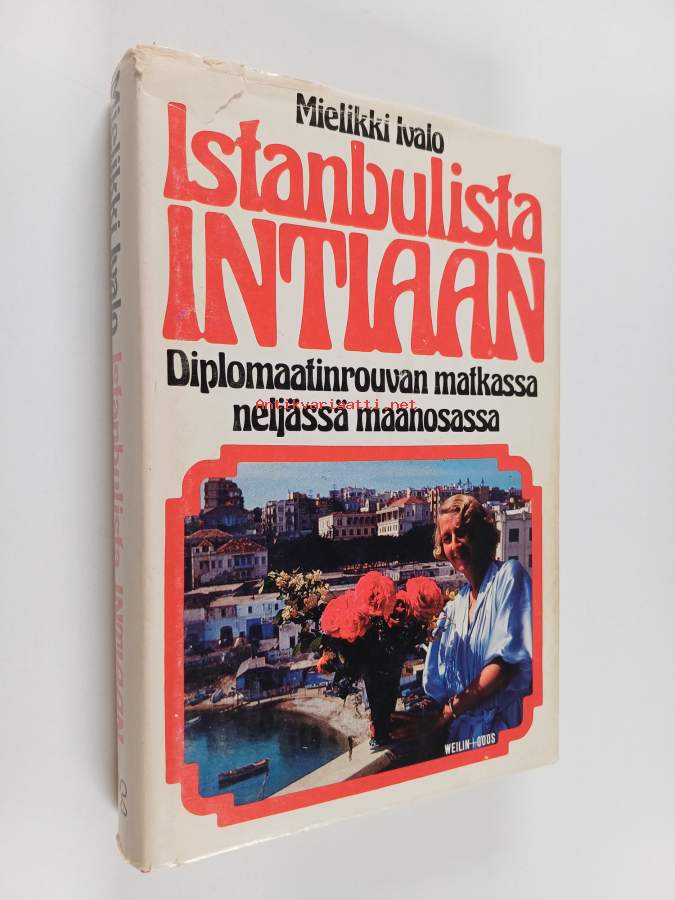 Mielikki Ivalo
Istanbulista
INTIAAN
Diplomaatinrouvan matkassa
neljässä maanosassa
Antikvariaatti.net
WEILIN+GÖÖS
Mielikki Ivalo Istanbulista INTIAAN